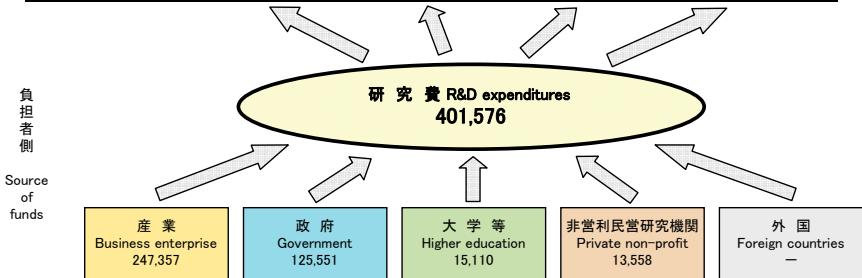 研 究 費 R&D expenditures
401,576
負担者側
Source
of
funds
産 業
Business enterprise
247,357
政 府
Government
125,551
大 学 等
Higher education
15,110
非営利民営研究機関
Private non-profit
13,558
外 国
Foreign countries
—